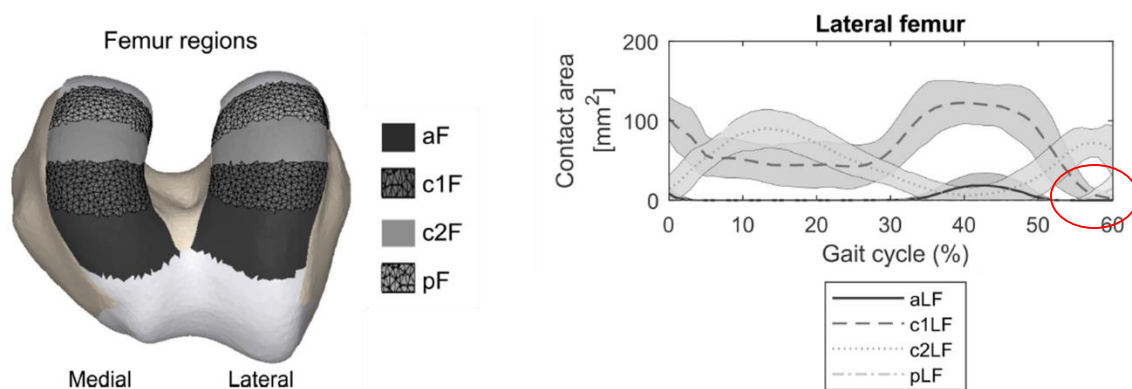 Femur regions
aF
c1F
c2F
pF
Medial Lateral
Lateral femur
Contact area
[mm²]
200
100
0
0 10 20 30 40 50 60
Gait cycle (%)
aLF
c1LF
c2LF
pLF